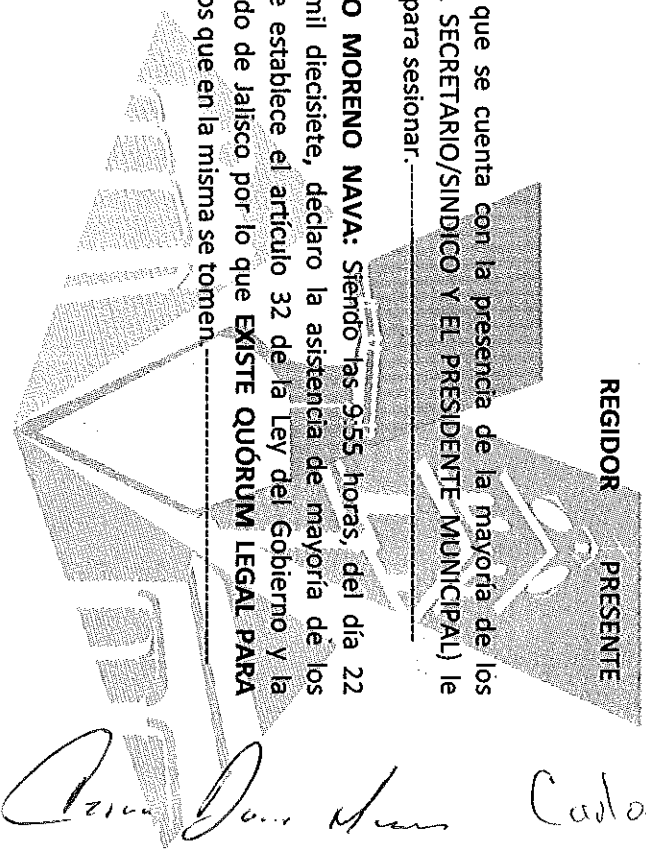 REGIDOR PRESENTE
que se cuenta con la presencia de la mayoría de los
SECRETARIO/SINDICO Y EL PRESIDENTE MUNICIPAL) le
para sesionar.
O MORENO NAVA: Siendo las 9:55 horas, del día 22
mil diecisiete, declaro la asistencia de mayoría de los
e establece el artículo 32 de la Ley del Gobierno y la
do de Jalisco por lo que EXISTE QUÓRUM LEGAL PARA
os que en la misma se tomen.